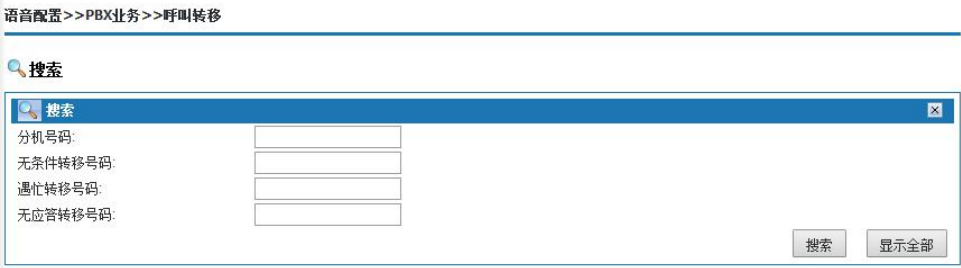 语音配置>>PBX业务>>呼叫转移
搜索
搜索
分机号码:
无条件转移号码:
遇忙转移号码:
无应管转移号码:
搜索 显示全部